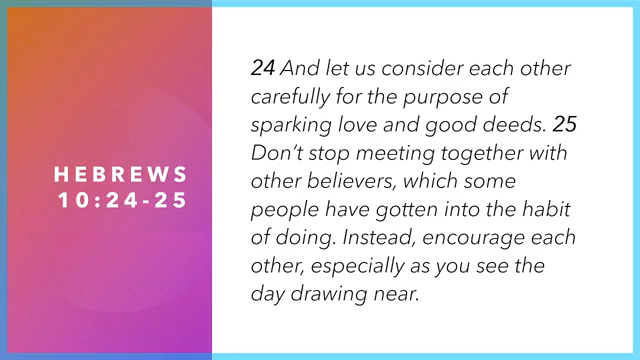 HEBREWS
10:24-25
24 And let us consider each other
carefully for the purpose of
sparking love and good deeds. 25
Don’t stop meeting together with
other believers, which some
people have gotten into the habit
of doing. Instead, encourage each
other, especially as you see the
day drawing near.